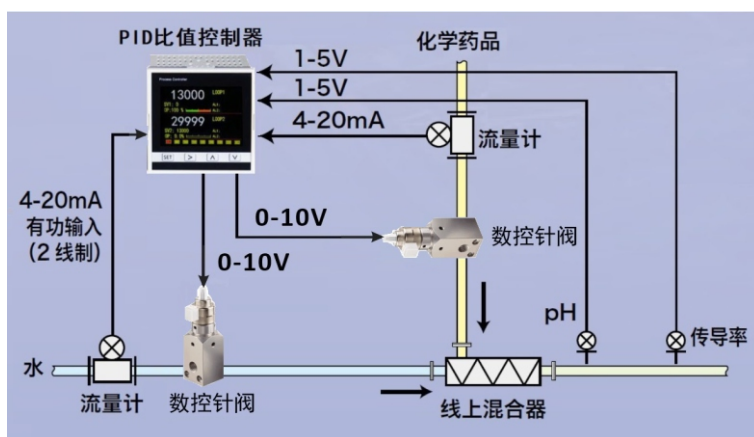 PID比值控制器
化学药品
1-5V
1-5V
4-20mA
流量计
13000
LOOP1
29999
LOOP2
SET
4-20mA
有功输入
(2 线制)
0-10V
0-10V
数控针阀
pH
传导率
水
流量计
数控针阀
线上混合器